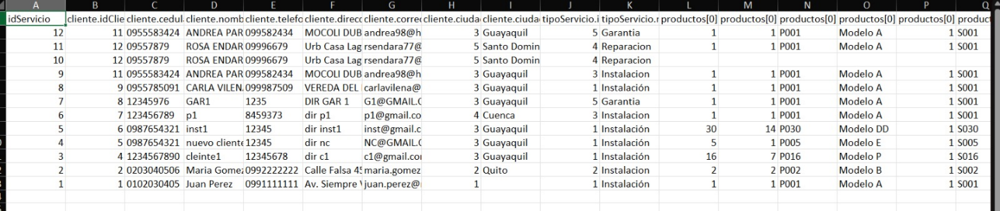 A B C D E F G H I J K L M N O P Q
idServicio cliente.idClie cliente.cedul cliente.nomb cliente.telefo cliente.direcc cliente.correc cliente.ciuda cliente.ciuda tipoServicio.i tipoServicio.r productos[0] productos[0] productos[0] productos[0] productos[0] product
12 11 0955583424 ANDREA PAR 099582434 MOCOLI DUB andrea98@h 3 Guayaquil 5 Garantia 1 1 P001 Modelo A 1 S001
11 12 09557879 ROSA ENDAR 09996679 Urb Casa Lag rsendara77@ 5 Santo Domin 4 Reparacion 1 1 P001 Modelo A 1 S001
10 12 09557879 ROSA ENDAR 09996679 Urb Casa Lag rsendara77@ 5 Santo Domin 4 Reparacion
9 11 0955583424 ANDREA PAR 099582434 MOCOLI DUB andrea98@h 3 Guayaquil 3 Instalacion 1 1 P001 Modelo A 1 S001
8 9 0955785091 CARLA VILEN 099987509 VEREDA DEL carlavilena@ 3 Guayaquil 1 Instalación 1 1 P001 Modelo A 1 S001
7 8 12345976 GAR1 1235 DIR GAR 1 G1@GMAIL.C 3 Guayaquil 5 Garantia 1 1 P001 Modelo A 1 S001
6 7 123456789 p1 8459373 dir p1 p1@gmail.co 4 Cuenca 3 Instalacion 1 1 P001 Modelo A 1 S001
5 6 0987654321 inst1 12345 dir inst1 inst@gmail.c 3 Guayaquil 1 Instalación 30 14 P030 Modelo DD 1 S030
4 5 0987654321 nuevo cliente 12345 dir nc NC@GMAIL.C 3 Guayaquil 1 Instalación 5 1 P005 Modelo E 1 S005
3 4 1234567890 cleinte1 12345678 dir c1 c1@gmail.cor 3 Guayaquil 1 Instalación 16 7 P016 Modelo P 1 S016
2 2 0203040506 Maria Gome 0992222222 Calle Falsa 45 maria.gomez 2 Quito 2 Instalacion 2 2 P002 Modelo B 1 S002
1 1 0102030405 Juan Perez 0991111111 Av. Siempre juan.perez@ 1 1 Instalación 1 1 P001 Modelo A 1 S001